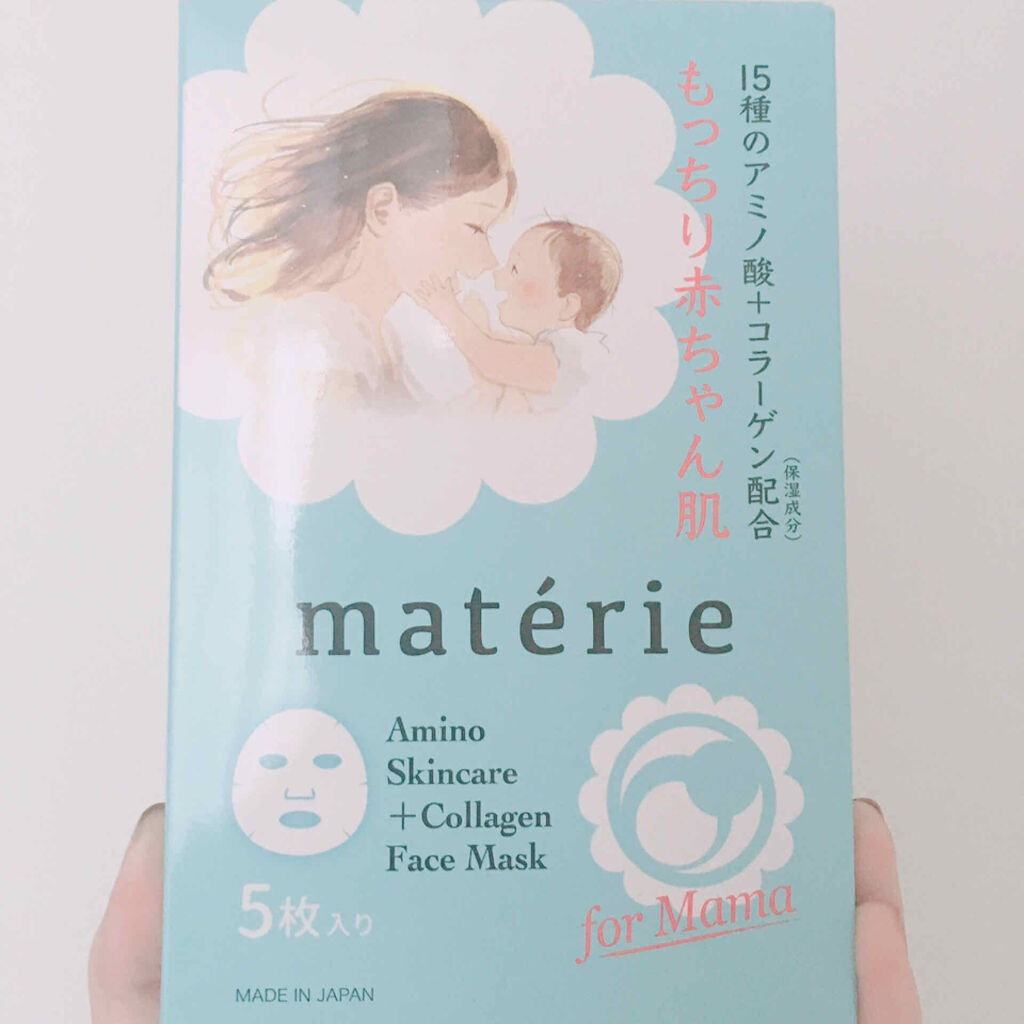 15種のアミノ酸＋コラーゲン配合
（保湿成分）
もっちり赤ちゃん肌
matérie
Amino
Skincare
＋Collagen
Face Mask
5枚入り
for Mama
MADE IN JAPAN